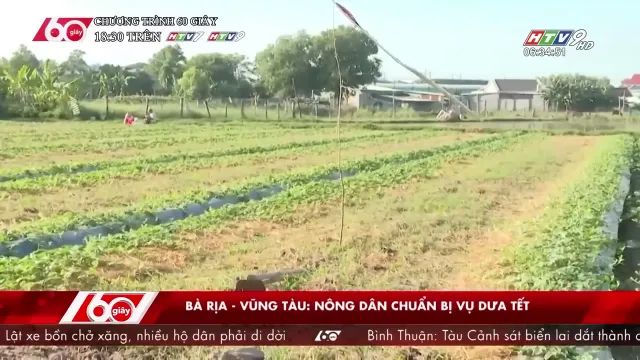 60 giây
CHƯƠNG TRÌNH 60 GIÂY
18:30 TRÊN HTV7 HTV9
HTV9 HD
06:34:51
60 giây
BÀ RỊA - VŨNG TÀU: NÔNG DÂN CHUẨN BỊ VỤ DƯA TẾT
Lật xe bồn chở xăng, nhiều hộ dân phải di dời 60 giây Bình Thuận: Tàu Cảnh sát biển lai dắt thành c